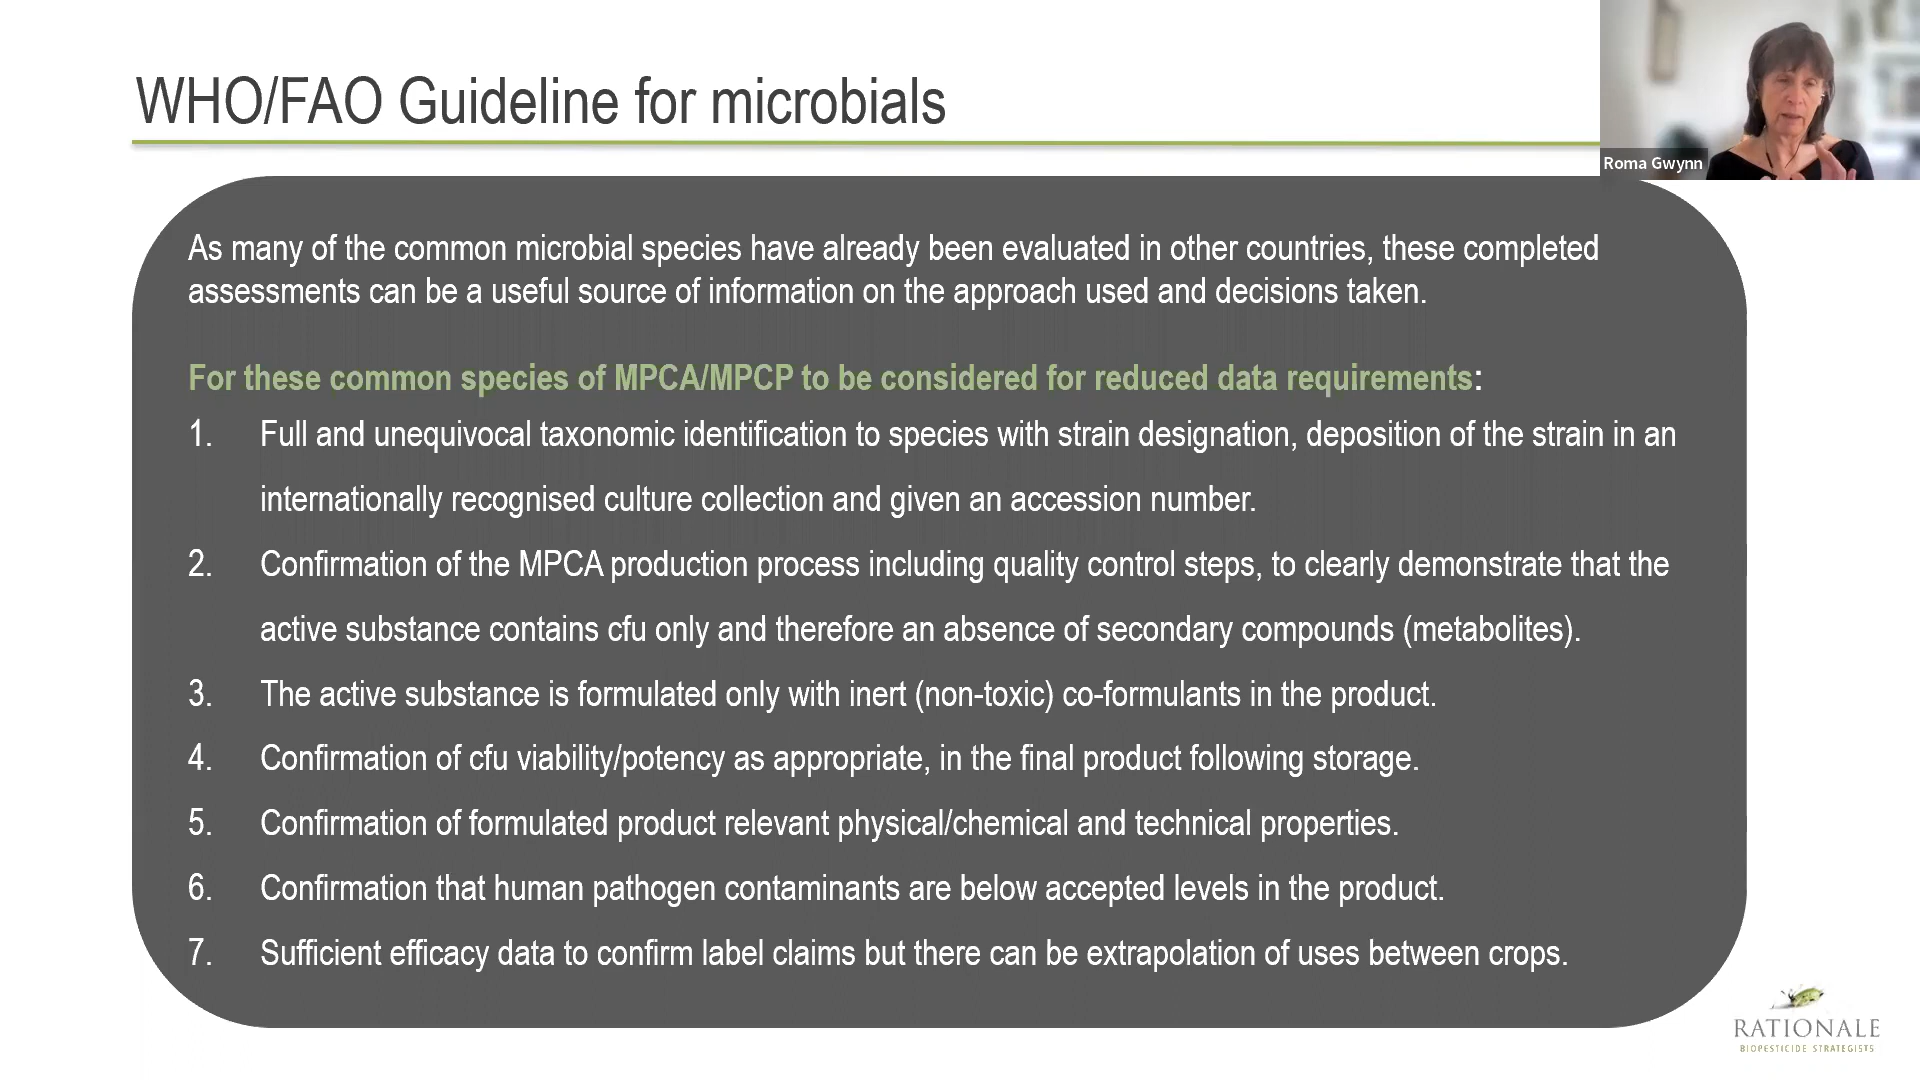 WHO/FAO Guideline for microbials
Roma Gwynn
As many of the common microbial species have already been evaluated in other countries, these completed
assessments can be a useful source of information on the approach used and decisions taken.
For these common species of MPCA/MPCP to be considered for reduced data requirements:
1. Full and unequivocal taxonomic identification to species with strain designation, deposition of the strain in an
internationally recognised culture collection and given an accession number.
2. Confirmation of the MPCA production process including quality control steps, to clearly demonstrate that the
active substance contains cfu only and therefore an absence of secondary compounds (metabolites).
3. The active substance is formulated only with inert (non-toxic) co-formulants in the product.
4. Confirmation of cfu viability/potency as appropriate, in the final product following storage.
5. Confirmation of formulated product relevant physical/chemical and technical properties.
6. Confirmation that human pathogen contaminants are below accepted levels in the product.
7. Sufficient efficacy data to confirm label claims but there can be extrapolation of uses between crops.
RATIONALE
BIOPESTICIDE STRATEGISTS